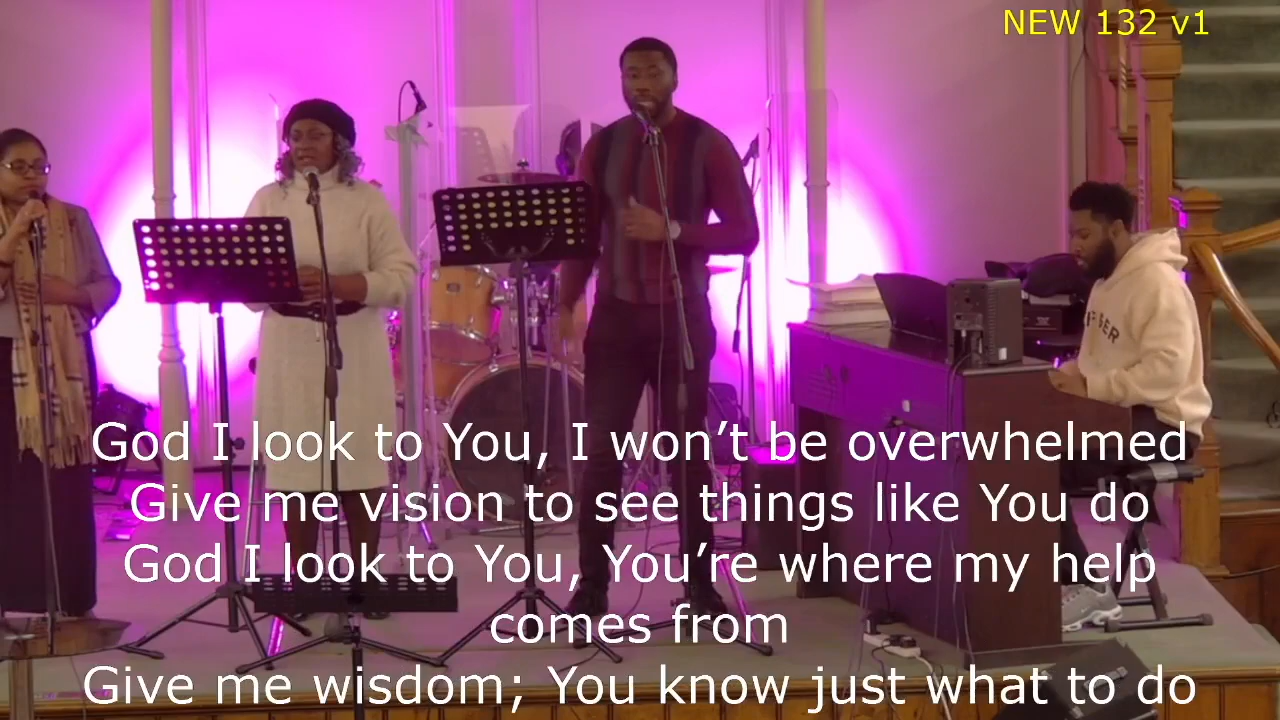 NEW 132 v1
God I look to You, I won’t be overwhelmed
Give me vision to see things like You do
God I look to You, You’re where my help
comes from
Give me wisdom; You know just what to do